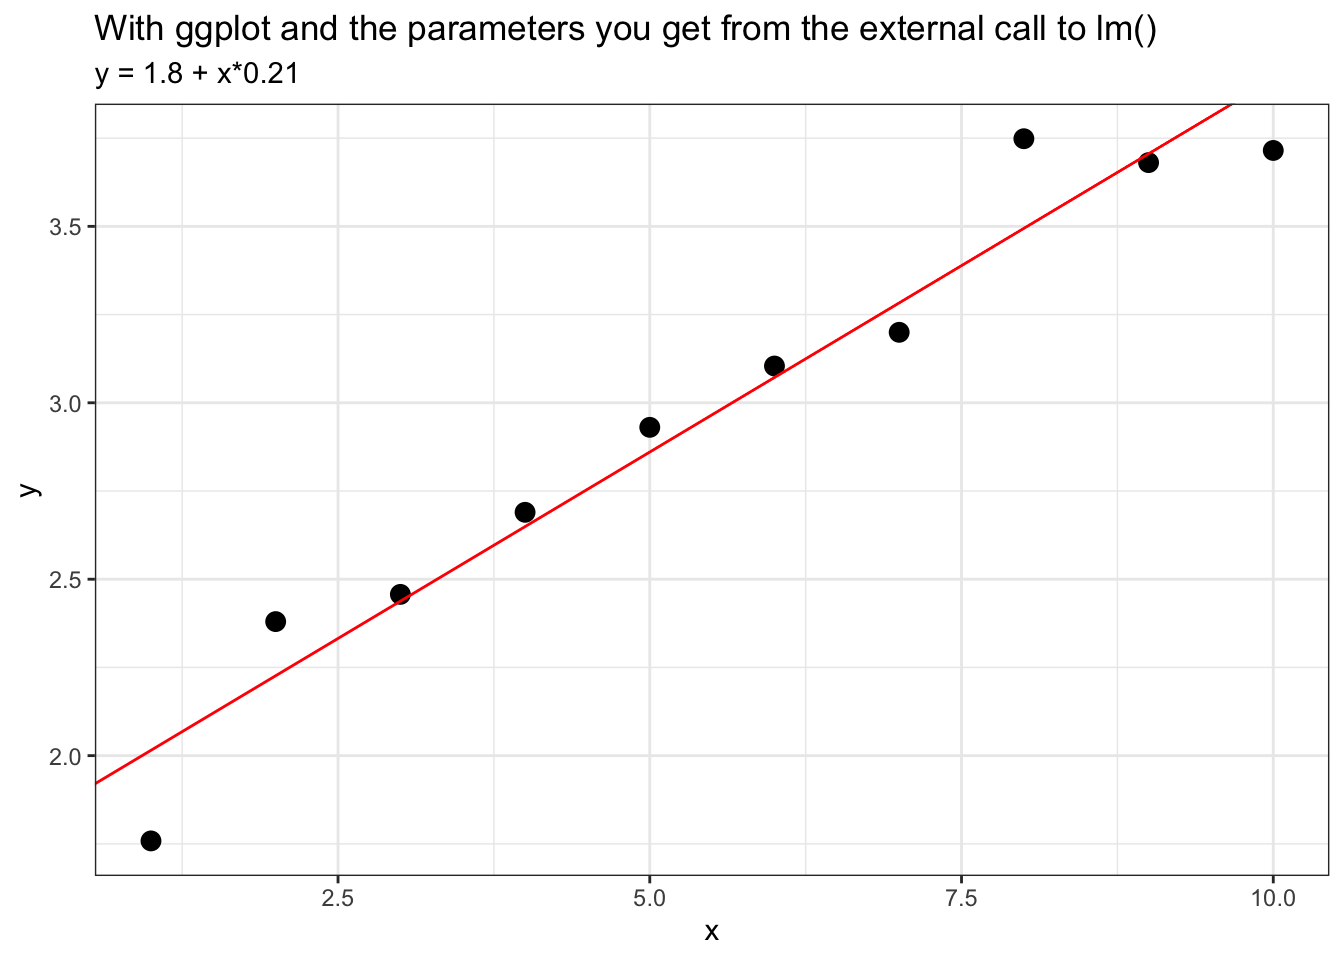 With ggplot and the parameters you get from the external call to lm()
y = 1.8 + x*0.21
3.5
3.0
2.5
2.0
y
2.5 5.0 7.5 10.0
x